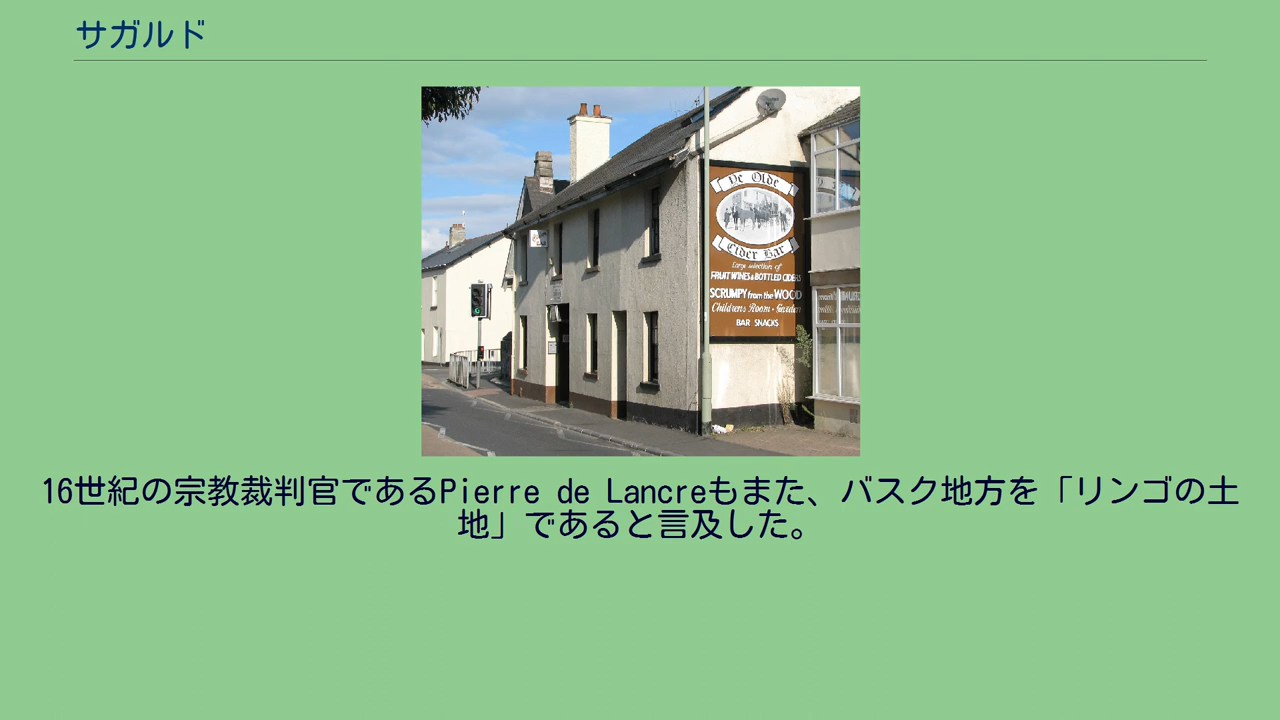 サガルド
Ye Olde
Cider Bar
Large selection of
FRUIT WINES & BOTTLED CIDERS
SCRUMPY from the WOOD
Children's Room - Garden
BAR SNACKS
16世紀の宗教裁判官であるPierre de Lancreもまた、バスク地方を「リンゴの土
地」であると言及した。